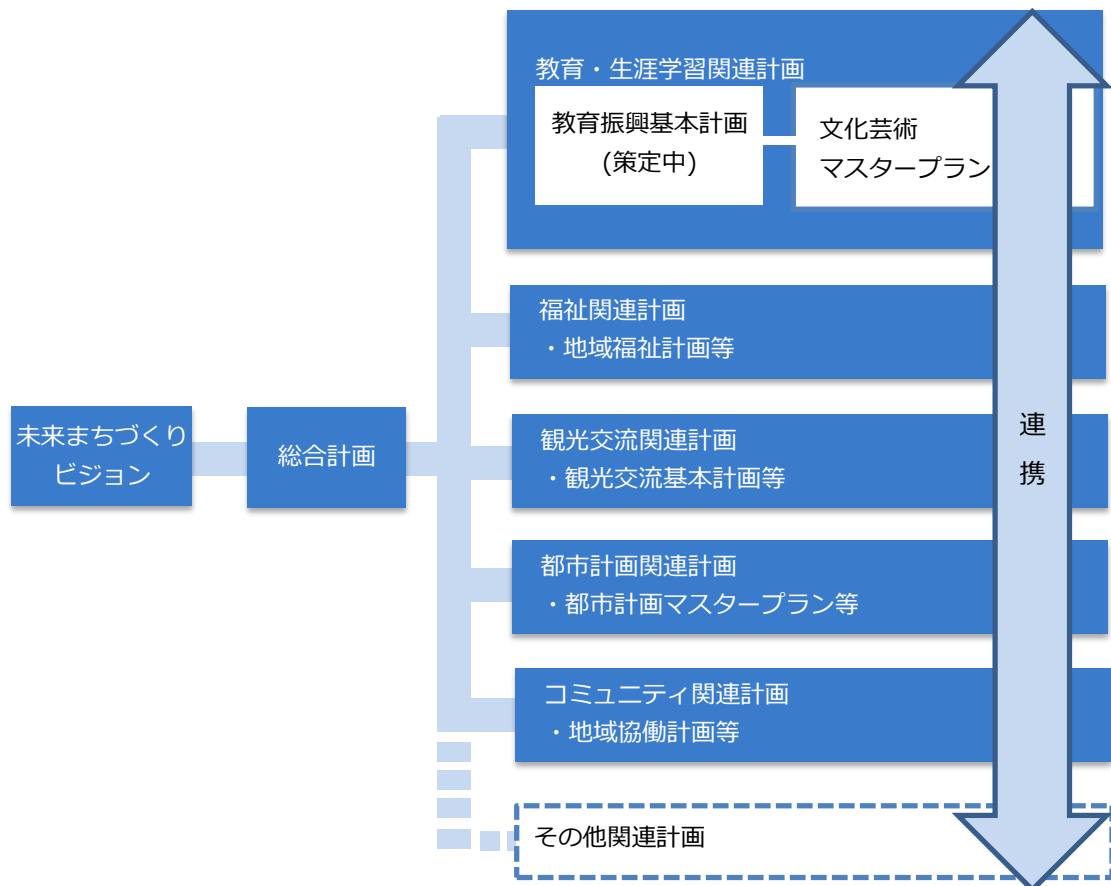 教育・生涯学習関連計画
教育振興基本計画
(策定中)
文化芸術
マスタープラン
福祉関連計画
・地域福祉計画等
未来まちづくり
ビジョン
総合計画
観光交流関連計画
・観光交流基本計画等
都市計画関連計画
・都市計画マスタープラン等
コミュニティ関連計画
・地域協働計画等
その他関連計画
連
携